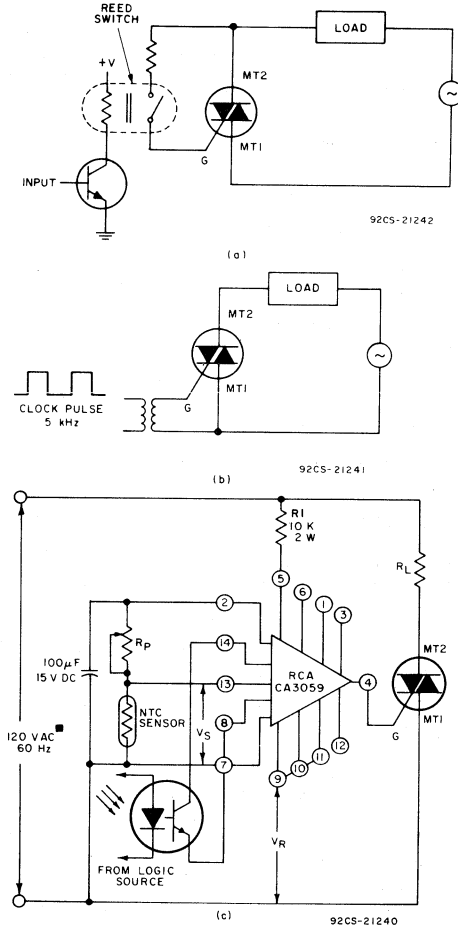 REED
SWITCH
LOAD
+V
MT2
MT1
G
INPUT
92CS-21242
(a)
LOAD
MT2
MT1
G
CLOCK PULSE
5 kHz
92CS-21241
(b)
R1
10 K
2 W
RL
5
6
1
3
2
14
13
8
7
RP
100μF
15 V DC
NTC
SENSOR
VS
RCA
CA3059
4
MT2
MT1
G
120 VAC■
60 Hz
9
10
11
12
VR
FROM LOGIC
SOURCE
(c)
92CS-21240